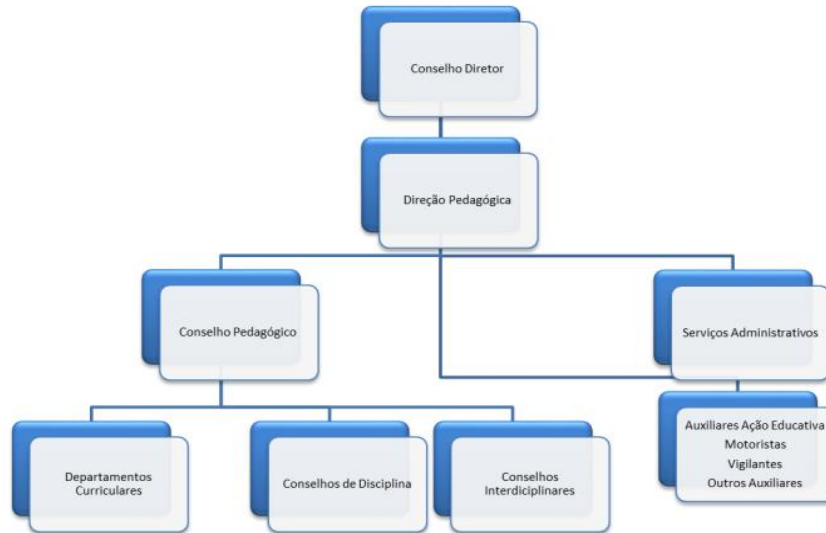 Conselho Diretor
Direção Pedagógica
Conselho Pedagógico
Serviços Administrativos
Departamentos
Curriculares
Conselhos de Disciplina
Conselhos
Interdiciplinares
Auxiliares Ação Educativa
Motoristas
Vigilantes
Outros Auxiliares